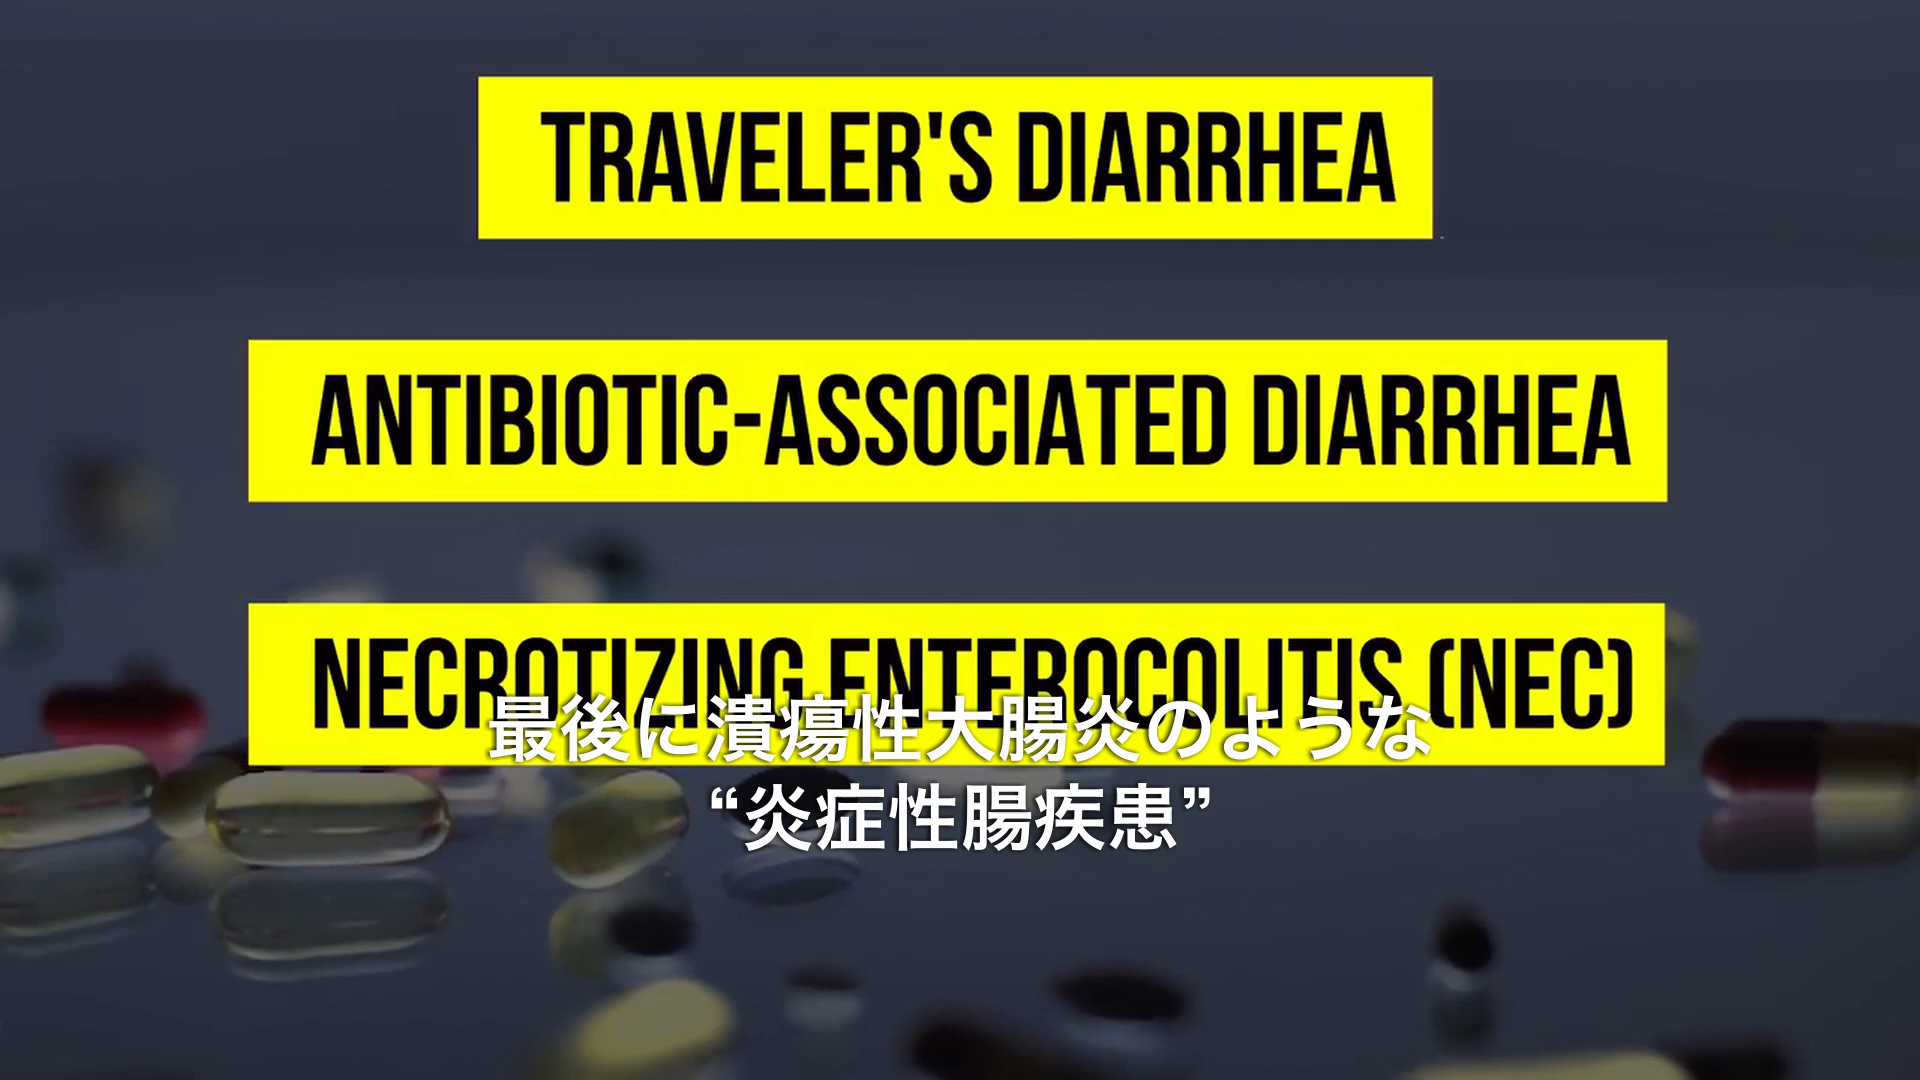 TRAVELER'S DIARRHEA
ANTIBIOTIC-ASSOCIATED DIARRHEA
NECROTIZING ENTEROCOLITIS (NEC)
最後に潰瘍性大腸炎のような
“炎症性腸疾患”